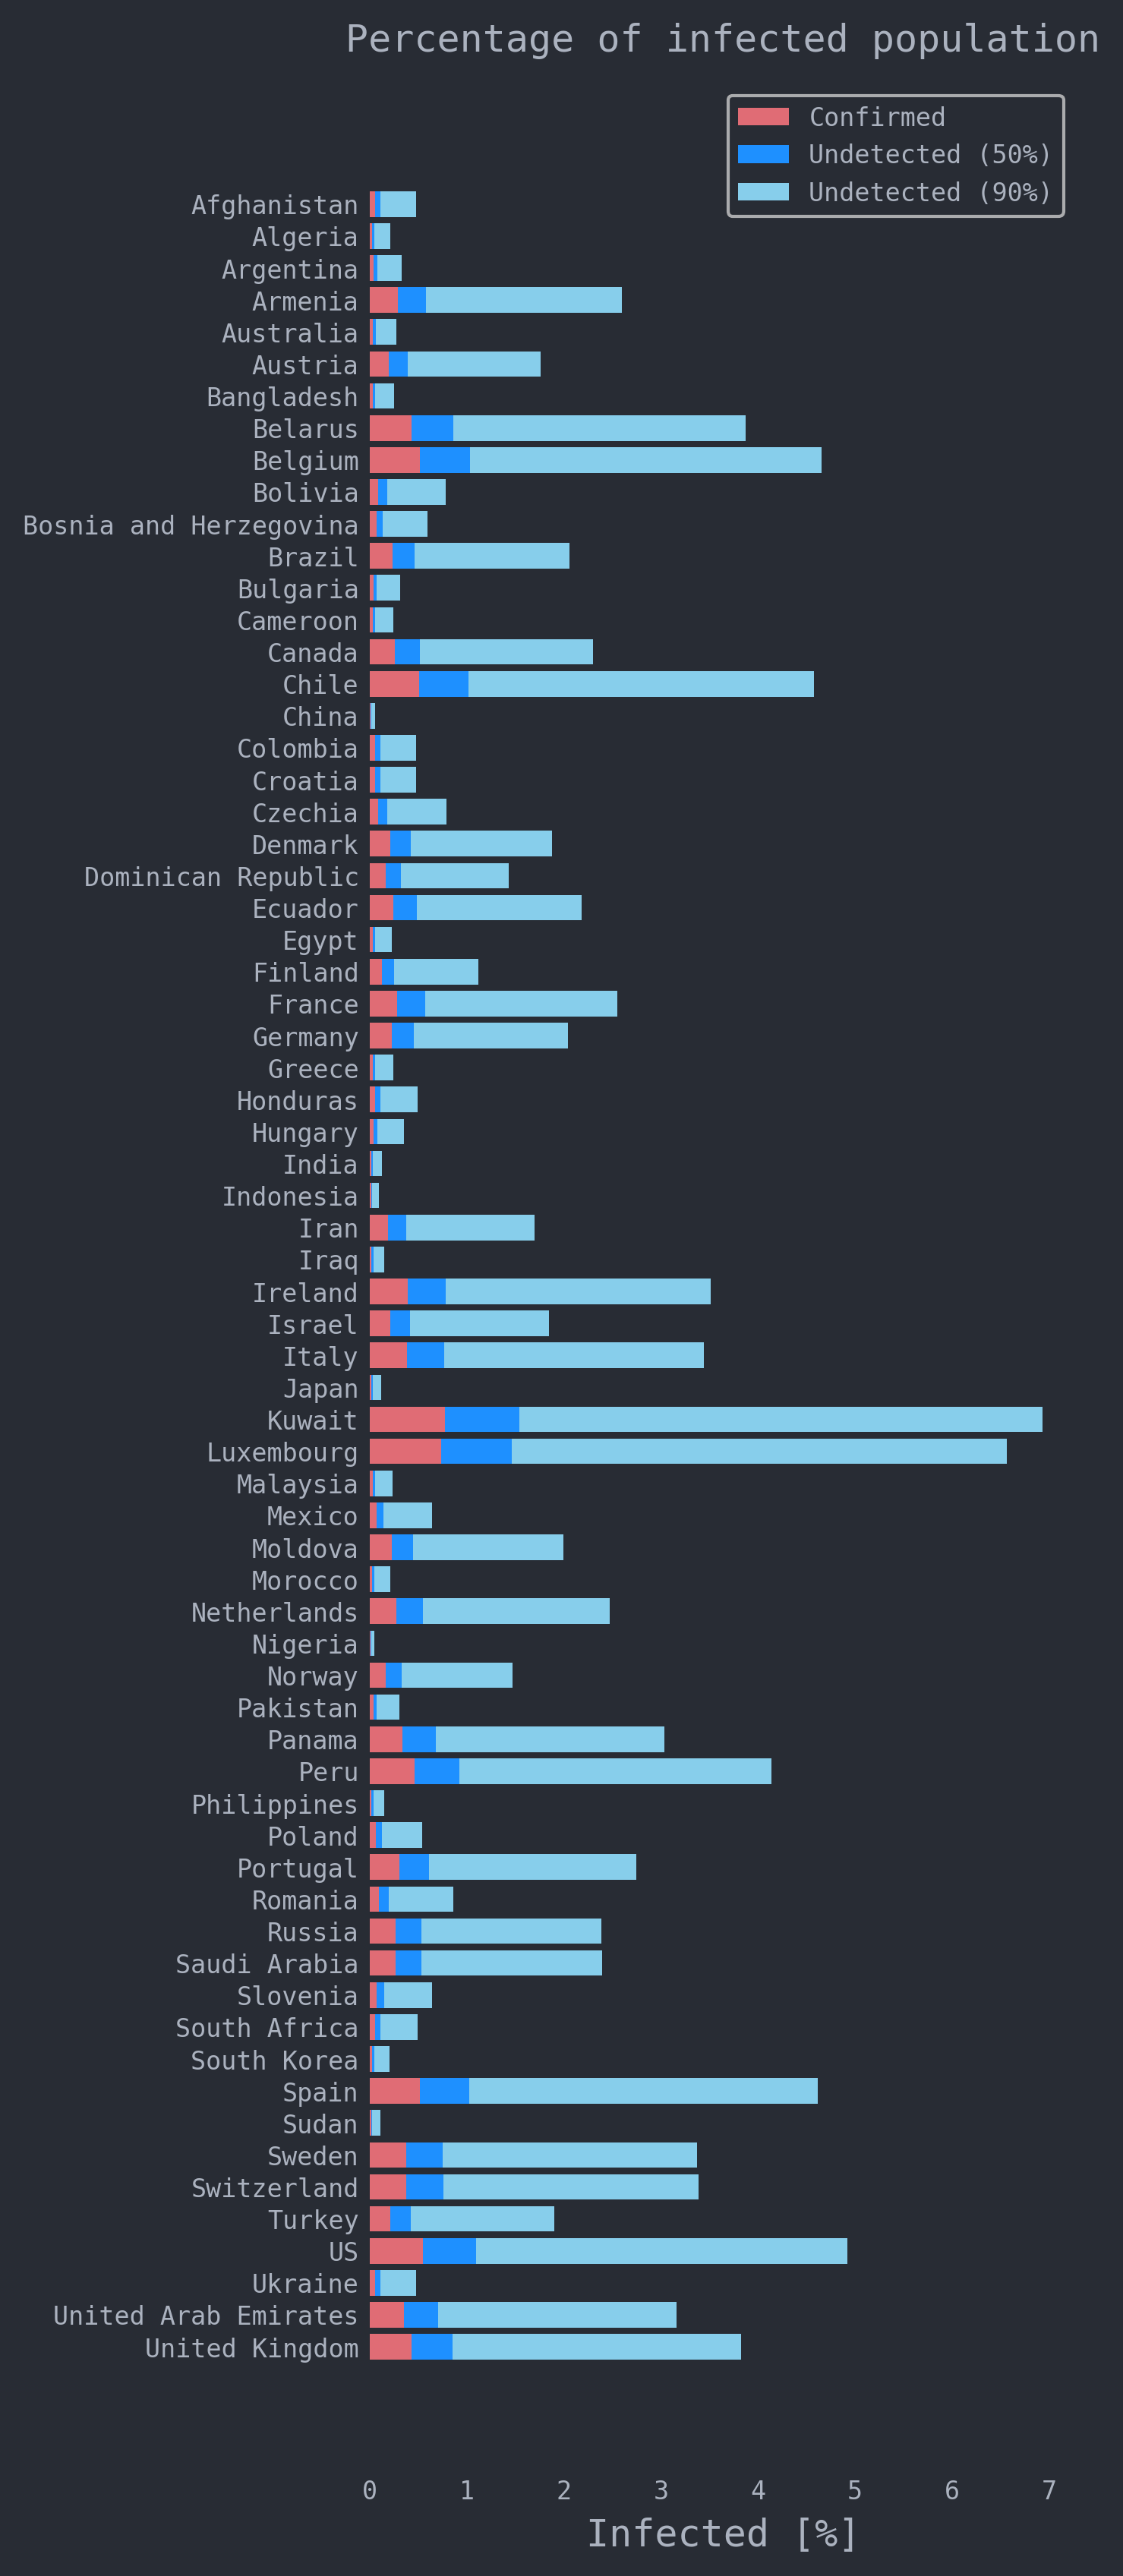 Percentage of infected population
Confirmed
Undetected (50%)
Undetected (90%)
Afghanistan
Algeria
Argentina
Armenia
Australia
Austria
Bangladesh
Belarus
Belgium
Bolivia
Bosnia and Herzegovina
Brazil
Bulgaria
Cameroon
Canada
Chile
China
Colombia
Croatia
Czechia
Denmark
Dominican Republic
Ecuador
Egypt
Finland
France
Germany
Greece
Honduras
Hungary
India
Indonesia
Iran
Iraq
Ireland
Israel
Italy
Japan
Kuwait
Luxembourg
Malaysia
Mexico
Moldova
Morocco
Netherlands
Nigeria
Norway
Pakistan
Panama
Peru
Philippines
Poland
Portugal
Romania
Russia
Saudi Arabia
Slovenia
South Africa
South Korea
Spain
Sudan
Sweden
Switzerland
Turkey
US
Ukraine
United Arab Emirates
United Kingdom
0 1 2 3 4 5 6 7
Infected [%]